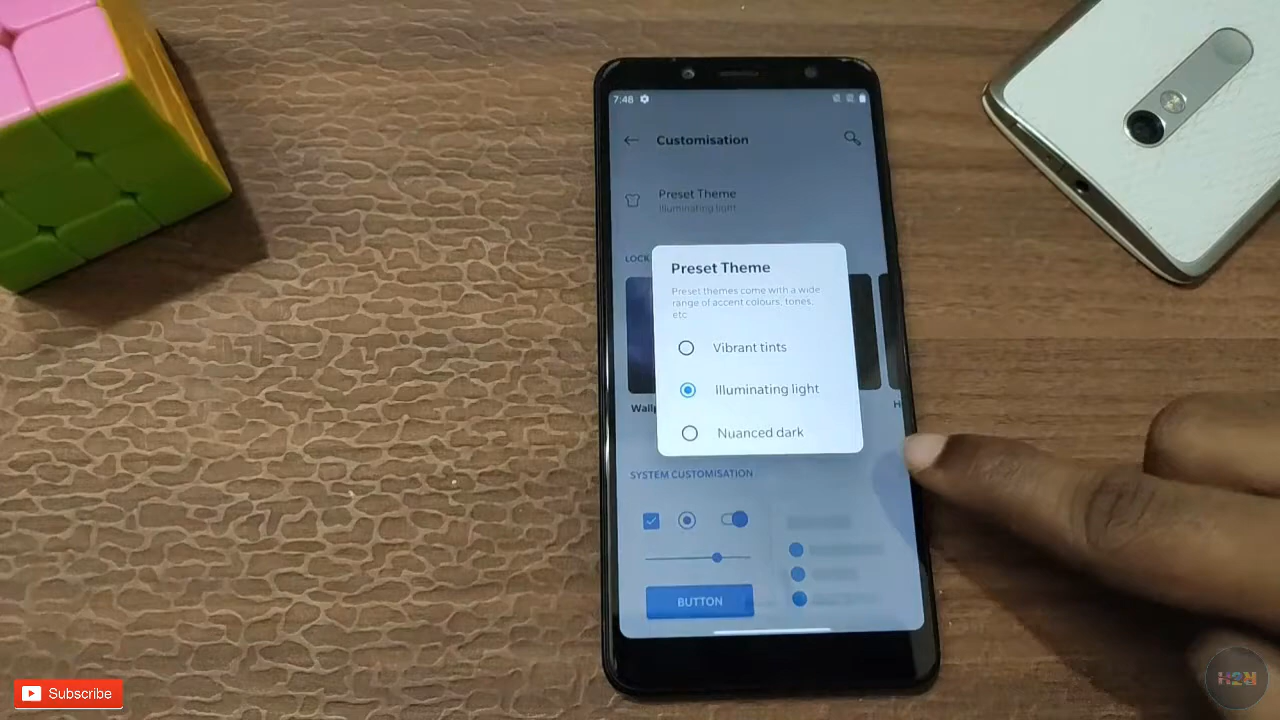 7:48
Customisation
Preset Theme
Illuminating light
LOCK
Preset Theme
Preset themes come with a wide
range of accent colours, tones,
etc
Vibrant tints
Illuminating light
Nuanced dark
Wallp
H
SYSTEM CUSTOMISATION
BUTTON
Subscribe